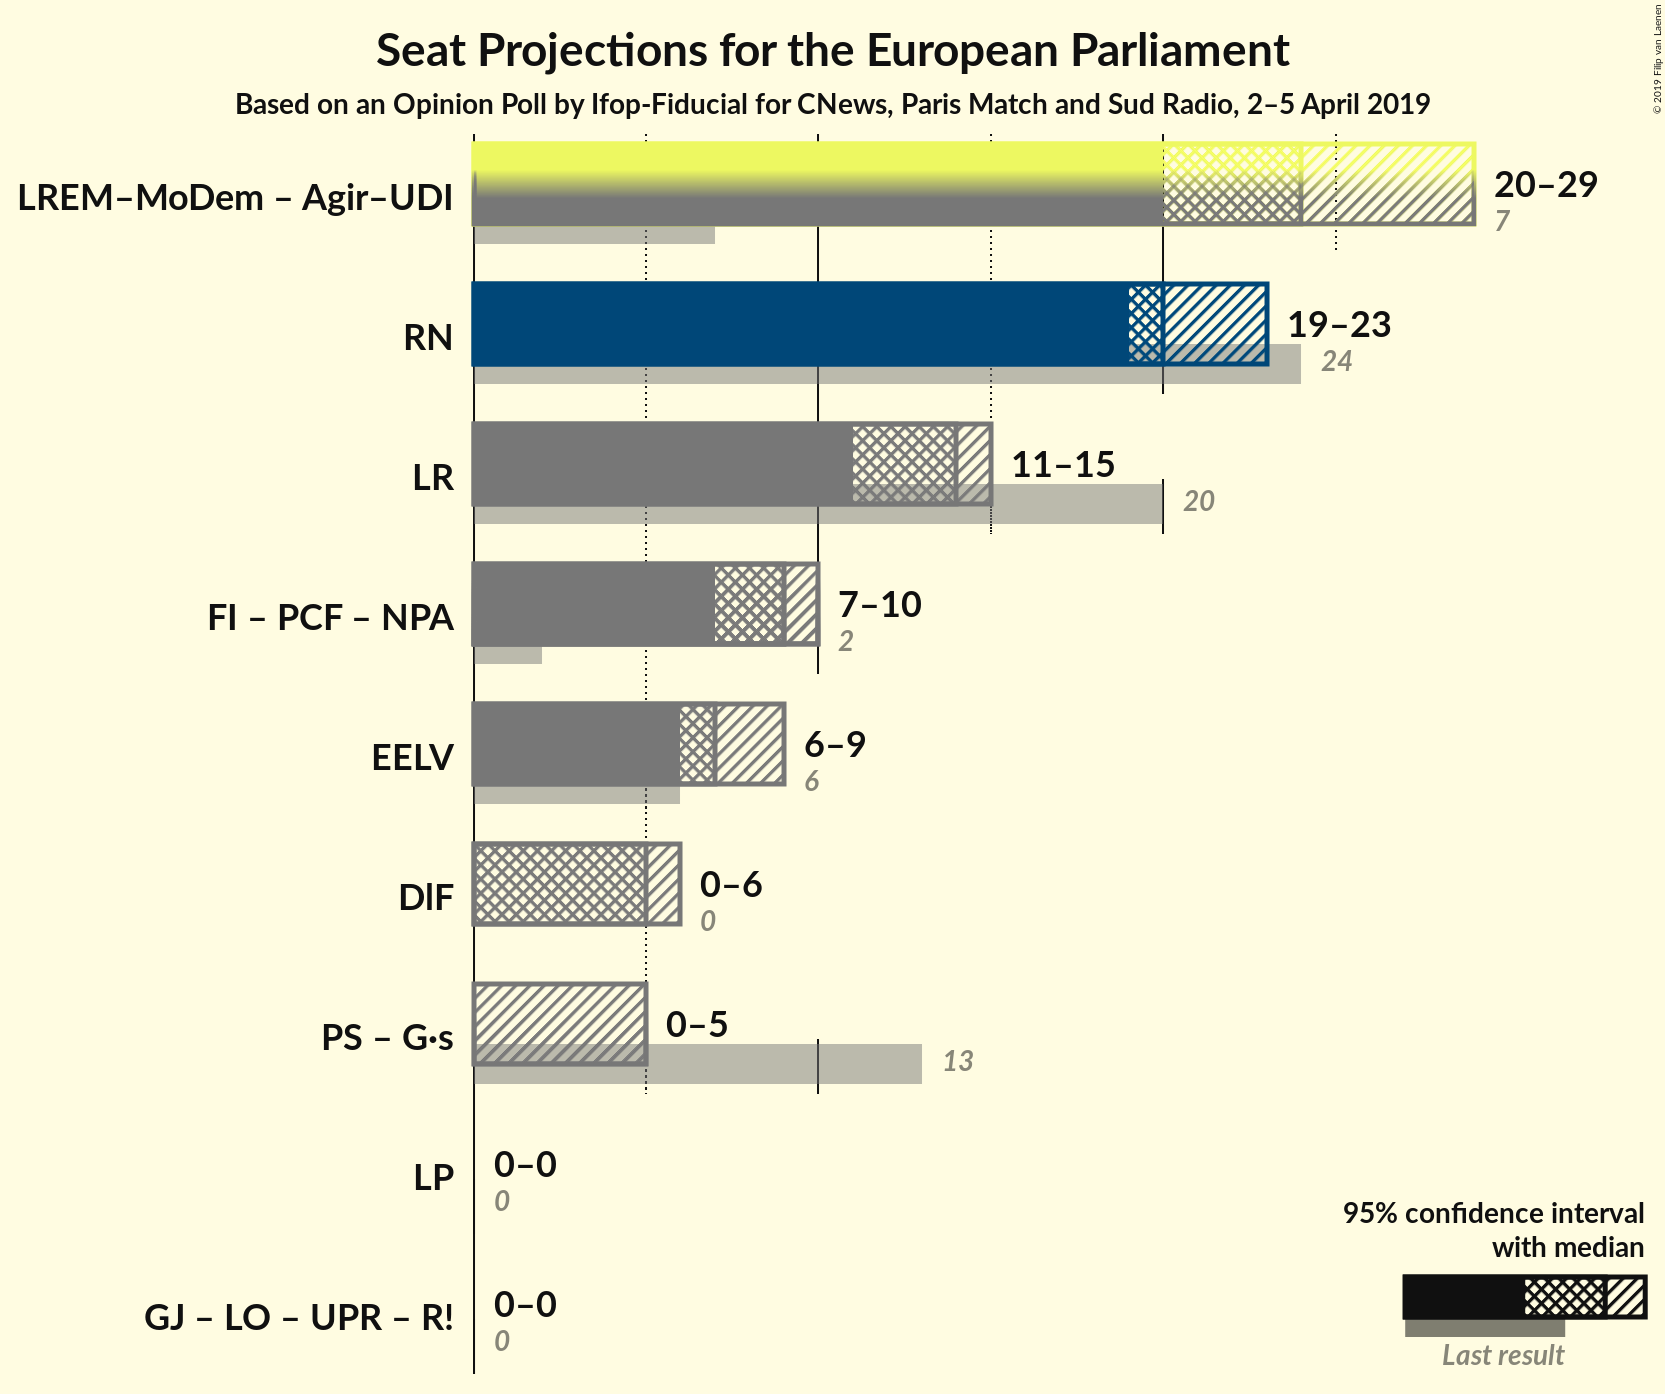 Seat Projections for the European Parliament
Based on an Opinion Poll by Ifop-Fiducial for CNews, Paris Match and Sud Radio, 2–5 April 2019
© 2019 Filip van Laenen
LREM–MoDem – Agir–UDI
20–29
7
RN
19–23
24
LR
11–15
20
FI – PCF – NPA
7–10
2
EELV
6–9
6
DlF
0–6
0
PS – G·s
0–5
13
LP
0–0
0
GJ – LO – UPR – R!
0–0
0
95% confidence interval
with median
Last result